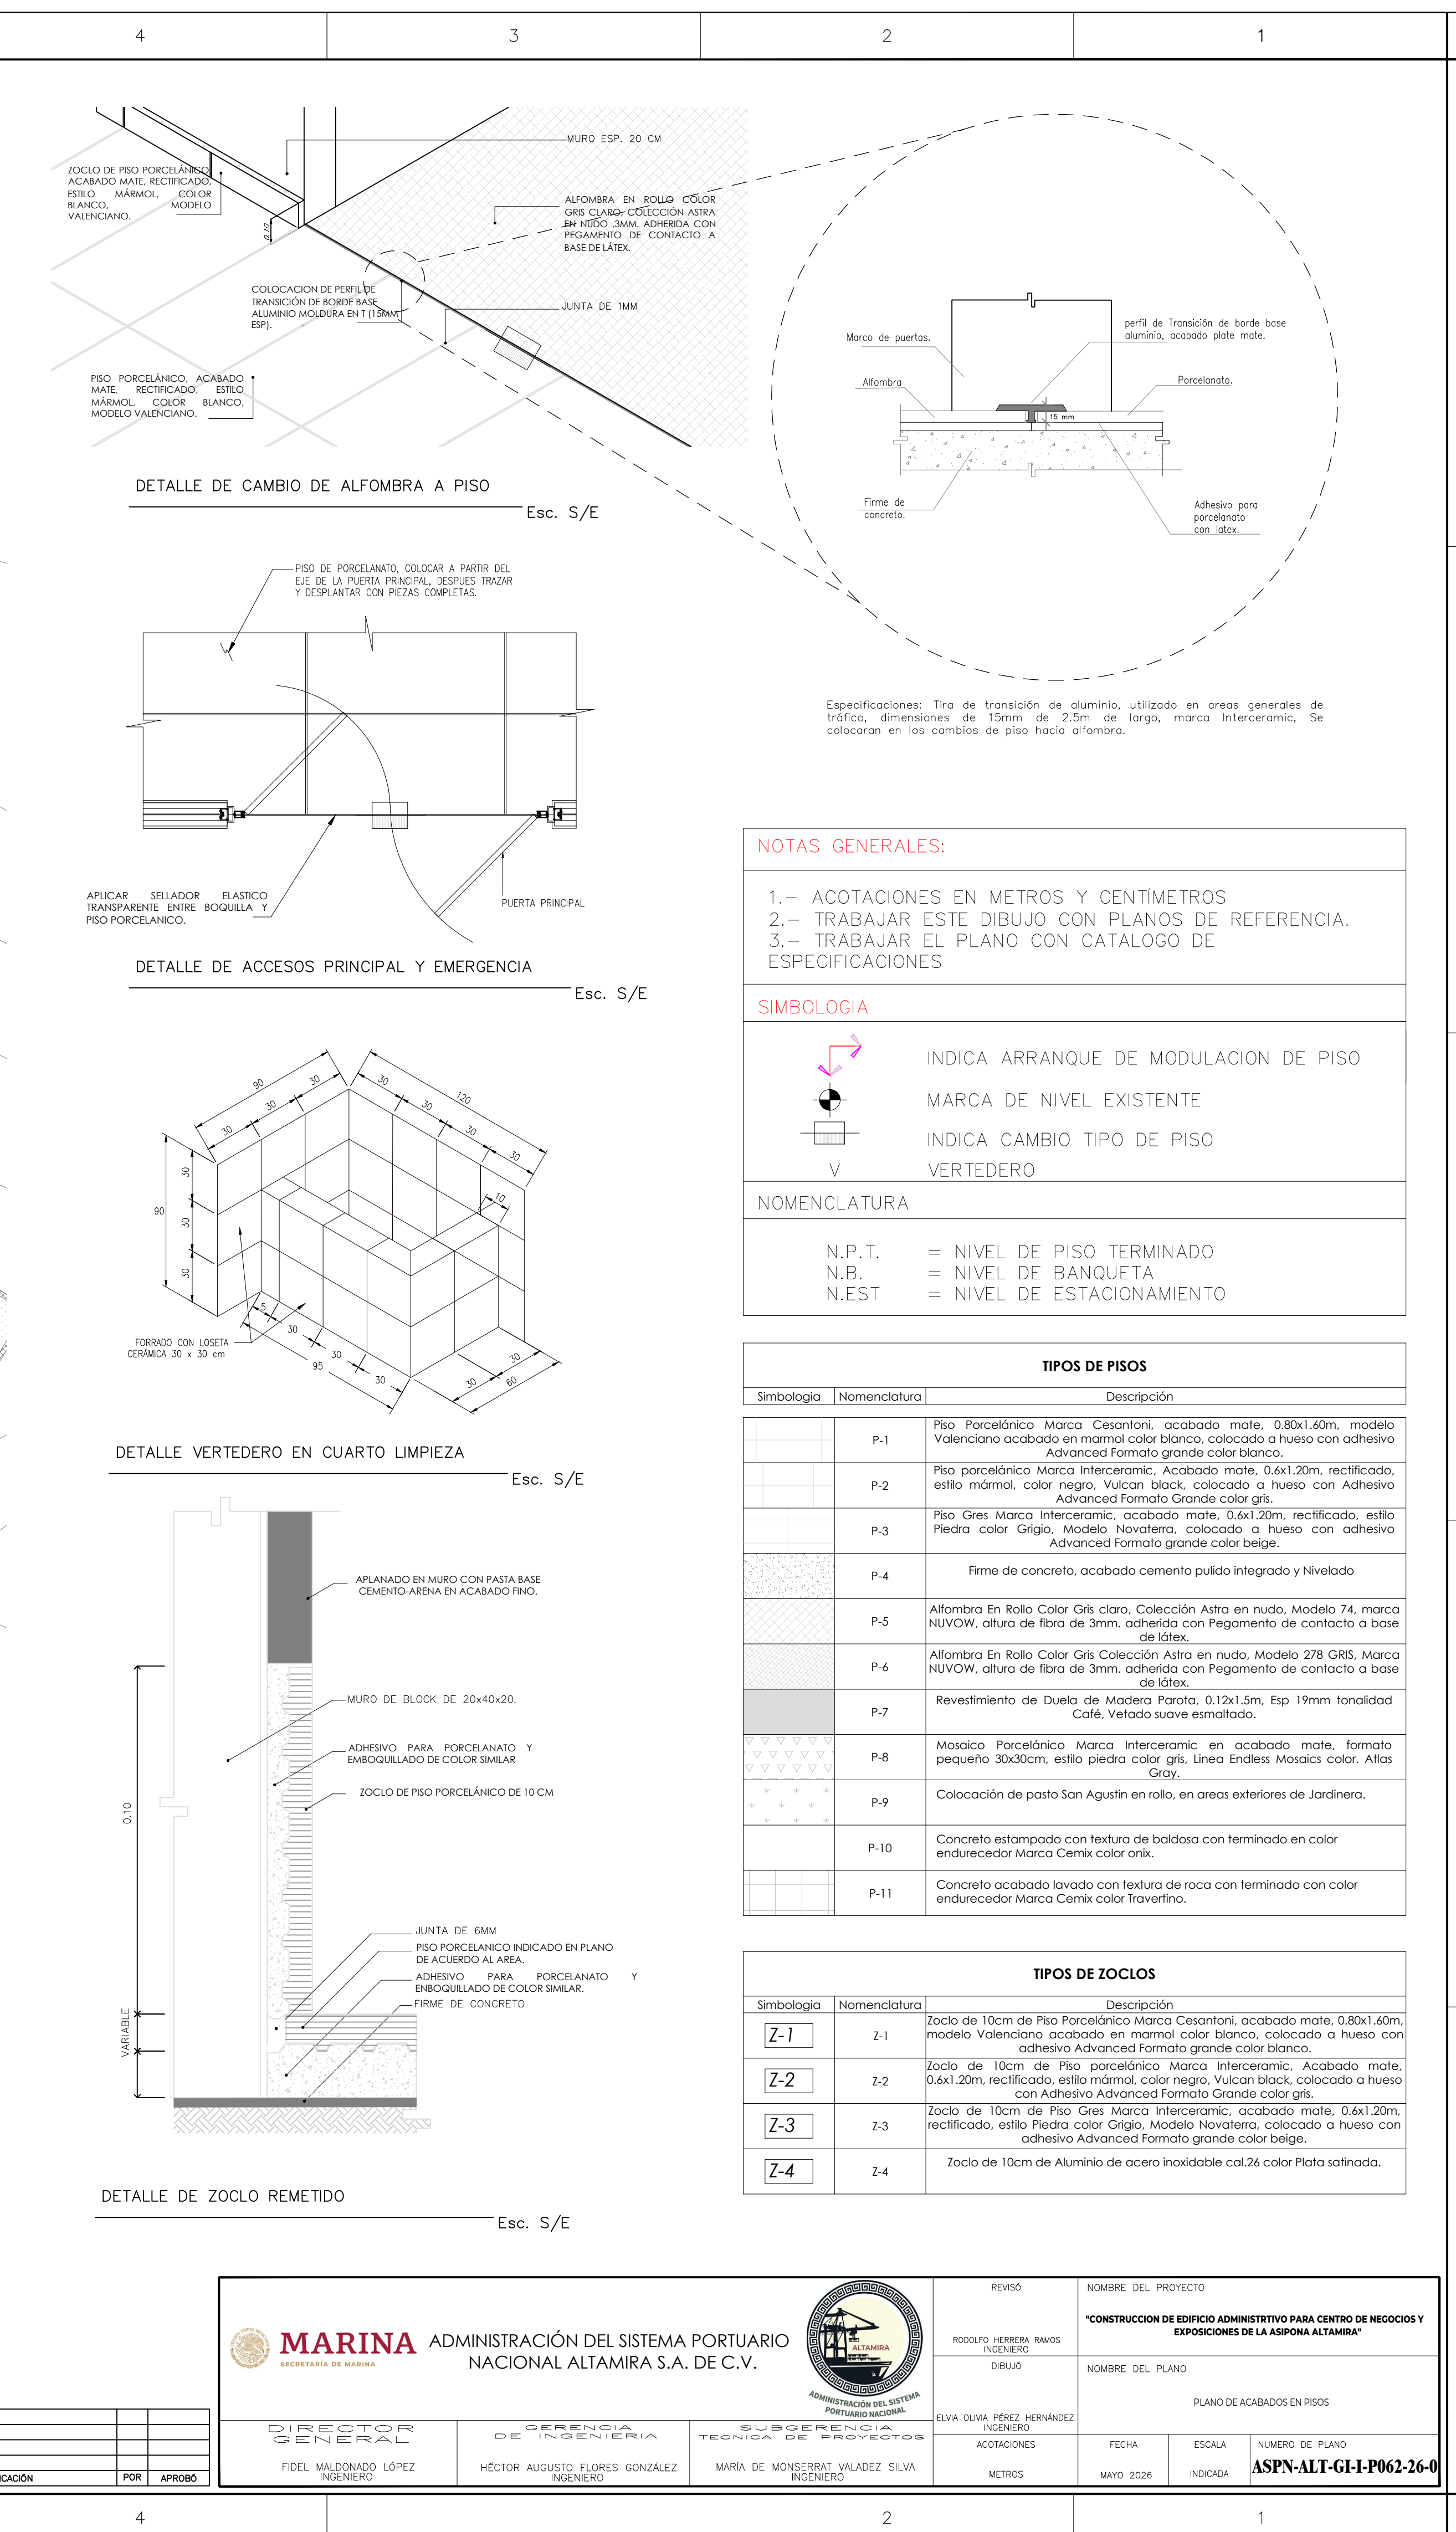 4
3
2
1
MURO ESP. 20 CM
ZOCLO DE PISO PORCELÁNICO,
ACABADO MATE, RECTIFICADO,
ESTILO MÁRMOL, COLOR
BLANCO, MODELO
VALENCIANO.
0.10
ALFOMBRA EN ROLLO COLOR
GRIS CLARO, COLECCIÓN ASTRA
EN NUDO ,3MM. ADHERIDA CON
PEGAMENTO DE CONTACTO A
BASE DE LÁTEX.
COLOCACION DE PERFIL DE
TRANSICIÓN DE BORDE BASE
ALUMINIO MOLDURA EN T (15MM
ESP).
JUNTA DE 1MM
PISO PORCELÁNICO, ACABADO
MATE, RECTIFICADO, ESTILO
MÁRMOL, COLOR BLANCO,
MODELO VALENCIANO.
DETALLE DE CAMBIO DE ALFOMBRA A PISO
Esc. S/E
Marco de puertas.
perfil de Transición de borde base
aluminio, acabado plate mate.
Alfombra
Porcelanato.
15 mm
Firme de
concreto.
Adhesivo para
porcelanato
con latex.
Especificaciones: Tira de transición de aluminio, utilizado en areas generales de
tráfico, dimensiones de 15mm de 2.5m de largo, marca Interceramic, Se
colocaran en los cambios de piso hacia alfombra.
PISO DE PORCELANATO, COLOCAR A PARTIR DEL
EJE DE LA PUERTA PRINCIPAL, DESPUES TRAZAR
Y DESPLANTAR CON PIEZAS COMPLETAS.
APLICAR SELLADOR ELASTICO
TRANSPARENTE ENTRE BOQUILLA Y
PISO PORCELANICO.
PUERTA PRINCIPAL
DETALLE DE ACCESOS PRINCIPAL Y EMERGENCIA
Esc. S/E
90
30
30
30
120
30
30
30
30
90
30
30
30
10
5
30
30
30
95
30
30
60
FORRADO CON LOSETA
CERÁMICA 30 x 30 cm
DETALLE VERTEDERO EN CUARTO LIMPIEZA
Esc. S/E
APLANADO EN MURO CON PASTA BASE
CEMENTO-ARENA EN ACABADO FINO.
MURO DE BLOCK DE 20x40x20.
ADHESIVO PARA PORCELANATO Y
EMBOQUILLADO DE COLOR SIMILAR
ZOCLO DE PISO PORCELÁNICO DE 10 CM
0.10
VARIABLE
JUNTA DE 6MM
PISO PORCELANICO INDICADO EN PLANO
DE ACUERDO AL AREA.
ADHESIVO PARA PORCELANATO Y
ENBOQUILLADO DE COLOR SIMILAR.
FIRME DE CONCRETO
DETALLE DE ZOCLO REMETIDO
Esc. S/E
NOTAS GENERALES:
1.- ACOTACIONES EN METROS Y CENTÍMETROS
2.- TRABAJAR ESTE DIBUJO CON PLANOS DE REFERENCIA.
3.- TRABAJAR EL PLANO CON CATALOGO DE
ESPECIFICACIONES
SIMBOLOGIA
INDICA ARRANQUE DE MODULACION DE PISO
MARCA DE NIVEL EXISTENTE
INDICA CAMBIO TIPO DE PISO
V VERTEDERO
NOMENCLATURA
N.P.T. = NIVEL DE PISO TERMINADO
N.B. = NIVEL DE BANQUETA
N.EST = NIVEL DE ESTACIONAMIENTO
TIPOS DE PISOS
Simbologia Nomenclatura Descripción
P-1
Piso Porcelánico Marca Cesantoni, acabado mate, 0.80x1.60m, modelo
Valenciano acabado en marmol color blanco, colocado a hueso con adhesivo
Advanced Formato grande color blanco.
P-2
Piso porcelánico Marca Interceramic, Acabado mate, 0.6x1.20m, rectificado,
estilo mármol, color negro, Vulcan black, colocado a hueso con Adhesivo
Advanced Formato Grande color gris.
P-3
Piso Gres Marca Interceramic, acabado mate, 0.6x1.20m, rectificado, estilo
Piedra color Grigio, Modelo Novaterra, colocado a hueso con adhesivo
Advanced Formato grande color beige.
P-4
Firme de concreto, acabado cemento pulido integrado y Nivelado
P-5
Alfombra En Rollo Color Gris claro, Colección Astra en nudo, Modelo 74, marca
NUVOW, altura de fibra de 3mm. adherida con Pegamento de contacto a base
de látex.
P-6
Alfombra En Rollo Color Gris Colección Astra en nudo, Modelo 278 GRIS, Marca
NUVOW, altura de fibra de 3mm. adherida con Pegamento de contacto a base
de látex.
P-7
Revestimiento de Duela de Madera Parota, 0.12x1.5m, Esp 19mm tonalidad
Café, Vetado suave esmaltado.
P-8
Mosaico Porcelánico Marca Interceramic en acabado mate, formato
pequeño 30x30cm, estilo piedra color gris, Linea Endless Mosaics color. Atlas
Gray.
P-9
Colocación de pasto San Agustin en rollo, en areas exteriores de Jardinera.
P-10
Concreto estampado con textura de baldosa con terminado en color
endurecedor Marca Cemix color onix.
P-11
Concreto acabado lavado con textura de roca con terminado con color
endurecedor Marca Cemix color Travertino.
TIPOS DE ZOCLOS
Simbologia Nomenclatura Descripción
Z-1 Z-1
Zoclo de 10cm de Piso Porcelánico Marca Cesantoni, acabado mate, 0.80x1.60m,
modelo Valenciano acabado en marmol color blanco, colocado a hueso con
adhesivo Advanced Formato grande color blanco.
Z-2 Z-2
Zoclo de 10cm de Piso porcelánico Marca Interceramic, Acabado mate,
0.6x1.20m, rectificado, estilo mármol, color negro, Vulcan black, colocado a hueso
con Adhesivo Advanced Formato Grande color gris.
Z-3 Z-3
Zoclo de 10cm de Piso Gres Marca Interceramic, acabado mate, 0.6x1.20m,
rectificado, estilo Piedra color Grigio, Modelo Novaterra, colocado a hueso con
adhesivo Advanced Formato grande color beige.
Z-4 Z-4
Zoclo de 10cm de Aluminio de acero inoxidable cal.26 color Plata satinada.
MARINA
SECRETARÍA DE MARINA
ADMINISTRACIÓN DEL SISTEMA PORTUARIO
NACIONAL ALTAMIRA S.A. DE C.V.
ALTAMIRA
ADMINISTRACIÓN DEL SISTEMA
PORTUARIO NACIONAL
REVISÓ
RODOLFO HERRERA RAMOS
INGENIERO
DIBUJÓ
ELVIA OLIVIA PÉREZ HERNÁNDEZ
INGENIERO
NOMBRE DEL PROYECTO
"CONSTRUCCION DE EDIFICIO ADMINISTRTIVO PARA CENTRO DE NEGOCIOS Y
EXPOSICIONES DE LA ASIPONA ALTAMIRA"
NOMBRE DEL PLANO
PLANO DE ACABADOS EN PISOS
DIRECTOR
GENERAL
FIDEL MALDONADO LÓPEZ
INGENIERO
GERENCIA
DE INGENIERIA
HÉCTOR AUGUSTO FLORES GONZÁLEZ
INGENIERO
SUBGERENCIA
TECNICA DE PROYECTOS
MARÍA DE MONSERRAT VALADEZ SILVA
INGENIERO
ACOTACIONES
METROS
FECHA
MAYO 2026
ESCALA
INDICADA
NUMERO DE PLANO
ASPN-ALT-GI-I-P062-26-0
ICACIÓN POR APROBÓ
4
2
1